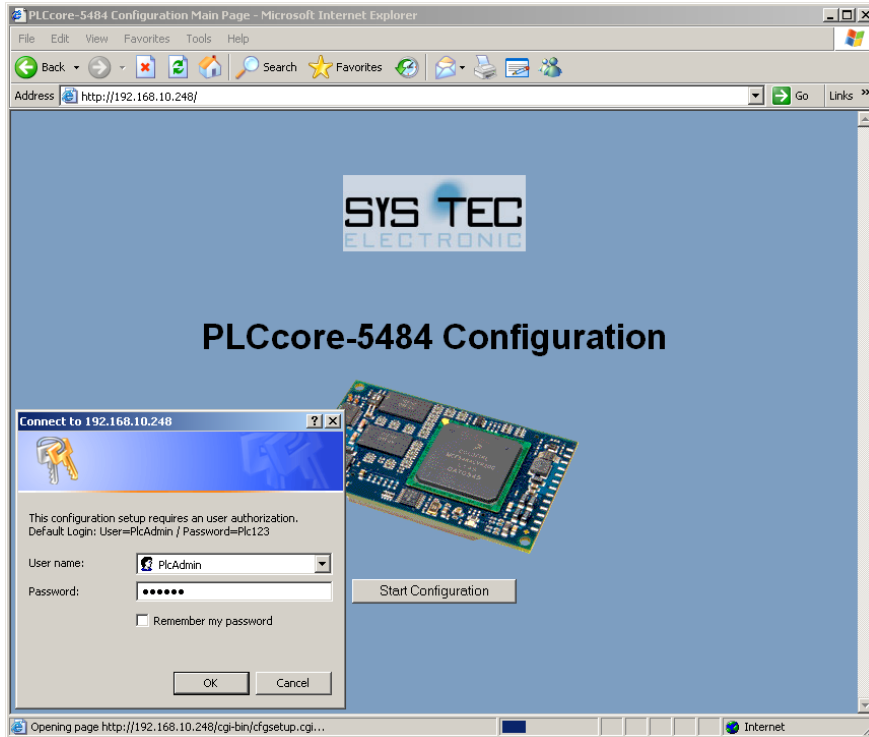 PLCcore-5484 Configuration Main Page - Microsoft Internet Explorer
File Edit View Favorites Tools Help
Back Search Favorites
Address http://192.168.10.248/ Go Links »
SYS TEC
ELECTRONIC
PLCcore-5484 Configuration
Connect to 192.168.10.248
This configuration setup requires an user authorization.
Default Login: User=PlcAdmin / Password=Plc123
User name: PlcAdmin
Password: ●●●●●●
Start Configuration
Remember my password
OK Cancel
Opening page http://192.168.10.248/cgi-bin/cfgsetup.cgi... Internet